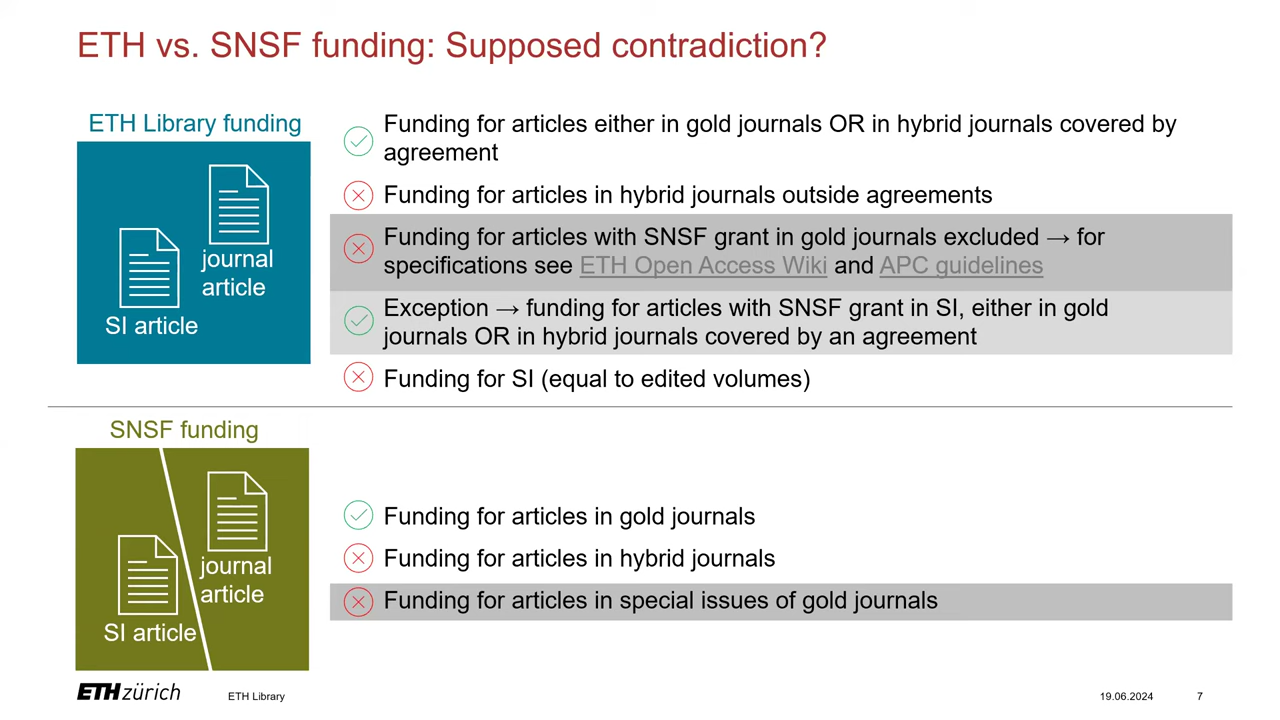 ETH vs. SNSF funding: Supposed contradiction?
ETH Library funding
journal
article
SI article
Funding for articles either in gold journals OR in hybrid journals covered by
agreement
Funding for articles in hybrid journals outside agreements
Funding for articles with SNSF grant in gold journals excluded → for
specifications see ETH Open Access Wiki and APC guidelines
Exception → funding for articles with SNSF grant in SI, either in gold
journals OR in hybrid journals covered by an agreement
Funding for SI (equal to edited volumes)
SNSF funding
journal
article
SI article
Funding for articles in gold journals
Funding for articles in hybrid journals
Funding for articles in special issues of gold journals
ETH zürich
ETH Library
19.06.2024
7